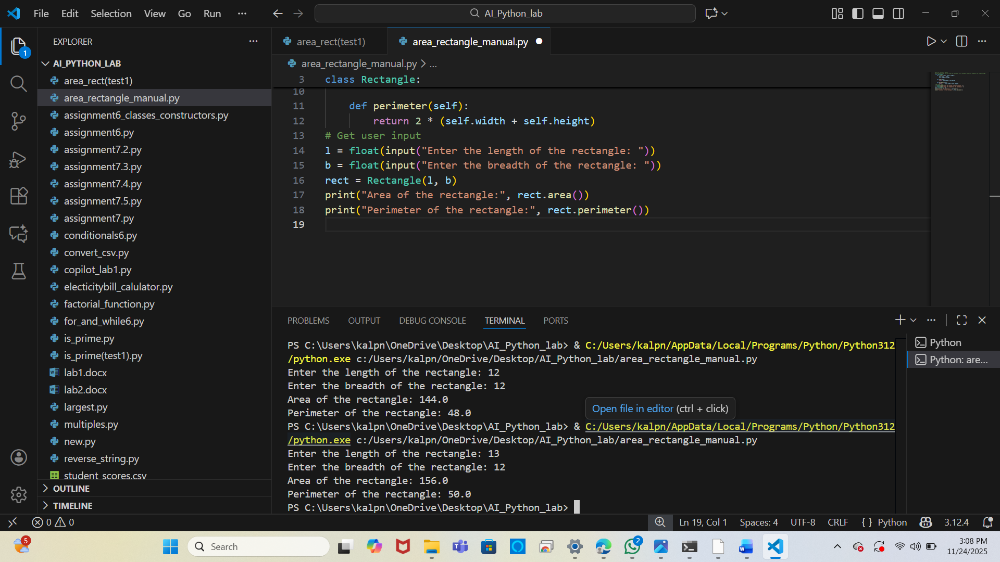 File Edit Selection View Go Run ··· AI_Python_lab
EXPLORER
1
AI_PYTHON_LAB
area_rect(test1)
area_rectangle_manual.py
assignment6_classes_constructors.py
assignment6.py
assignment7.2.py
assignment7.3.py
assignment7.4.py
assignment7.5.py
assignment7.py
conditionals6.py
convert_csv.py
copilot_lab1.py
electicitybill_calulator.py
factorial_function.py
for_and_while6.py
is_prime.py
is_prime(test1).py
lab1.docx
lab2.docx
largest.py
multiples.py
new.py
reverse_string.py
student_scores.csv
OUTLINE
TIMELINE
area_rect(test1) area_rectangle_manual.py
area_rectangle_manual.py > ...
3 class Rectangle:
10
11 def perimeter(self):
12 return 2 * (self.width + self.height)
13 # Get user input
14 l = float(input("Enter the length of the rectangle: "))
15 b = float(input("Enter the breadth of the rectangle: "))
16 rect = Rectangle(l, b)
17 print("Area of the rectangle:", rect.area())
18 print("Perimeter of the rectangle:", rect.perimeter())
19
PROBLEMS OUTPUT DEBUG CONSOLE TERMINAL PORTS
PS C:\Users\kalpn\OneDrive\Desktop\AI_Python_lab> & C:/Users/kalpn/AppData/Local/Programs/Python/Python312
/python.exe c:/Users/kalpn/OneDrive/Desktop/AI_Python_lab/area_rectangle_manual.py
Enter the length of the rectangle: 12
Enter the breadth of the rectangle: 12
Area of the rectangle: 144.0
Perimeter of the rectangle: 48.0
Open file in editor (ctrl + click)
PS C:\Users\kalpn\OneDrive\Desktop\AI_Python_lab> & C:/Users/kalpn/AppData/Local/Programs/Python/Python312
/python.exe c:/Users/kalpn/OneDrive/Desktop/AI_Python_lab/area_rectangle_manual.py
Enter the length of the rectangle: 13
Enter the breadth of the rectangle: 12
Area of the rectangle: 156.0
Perimeter of the rectangle: 50.0
PS C:\Users\kalpn\OneDrive\Desktop\AI_Python_lab>
Python
Python: are...
0 0 Ln 19, Col 1 Spaces: 4 UTF-8 CRLF { } Python 3.12.4
5 Search 2 3:08 PM
11/24/2025